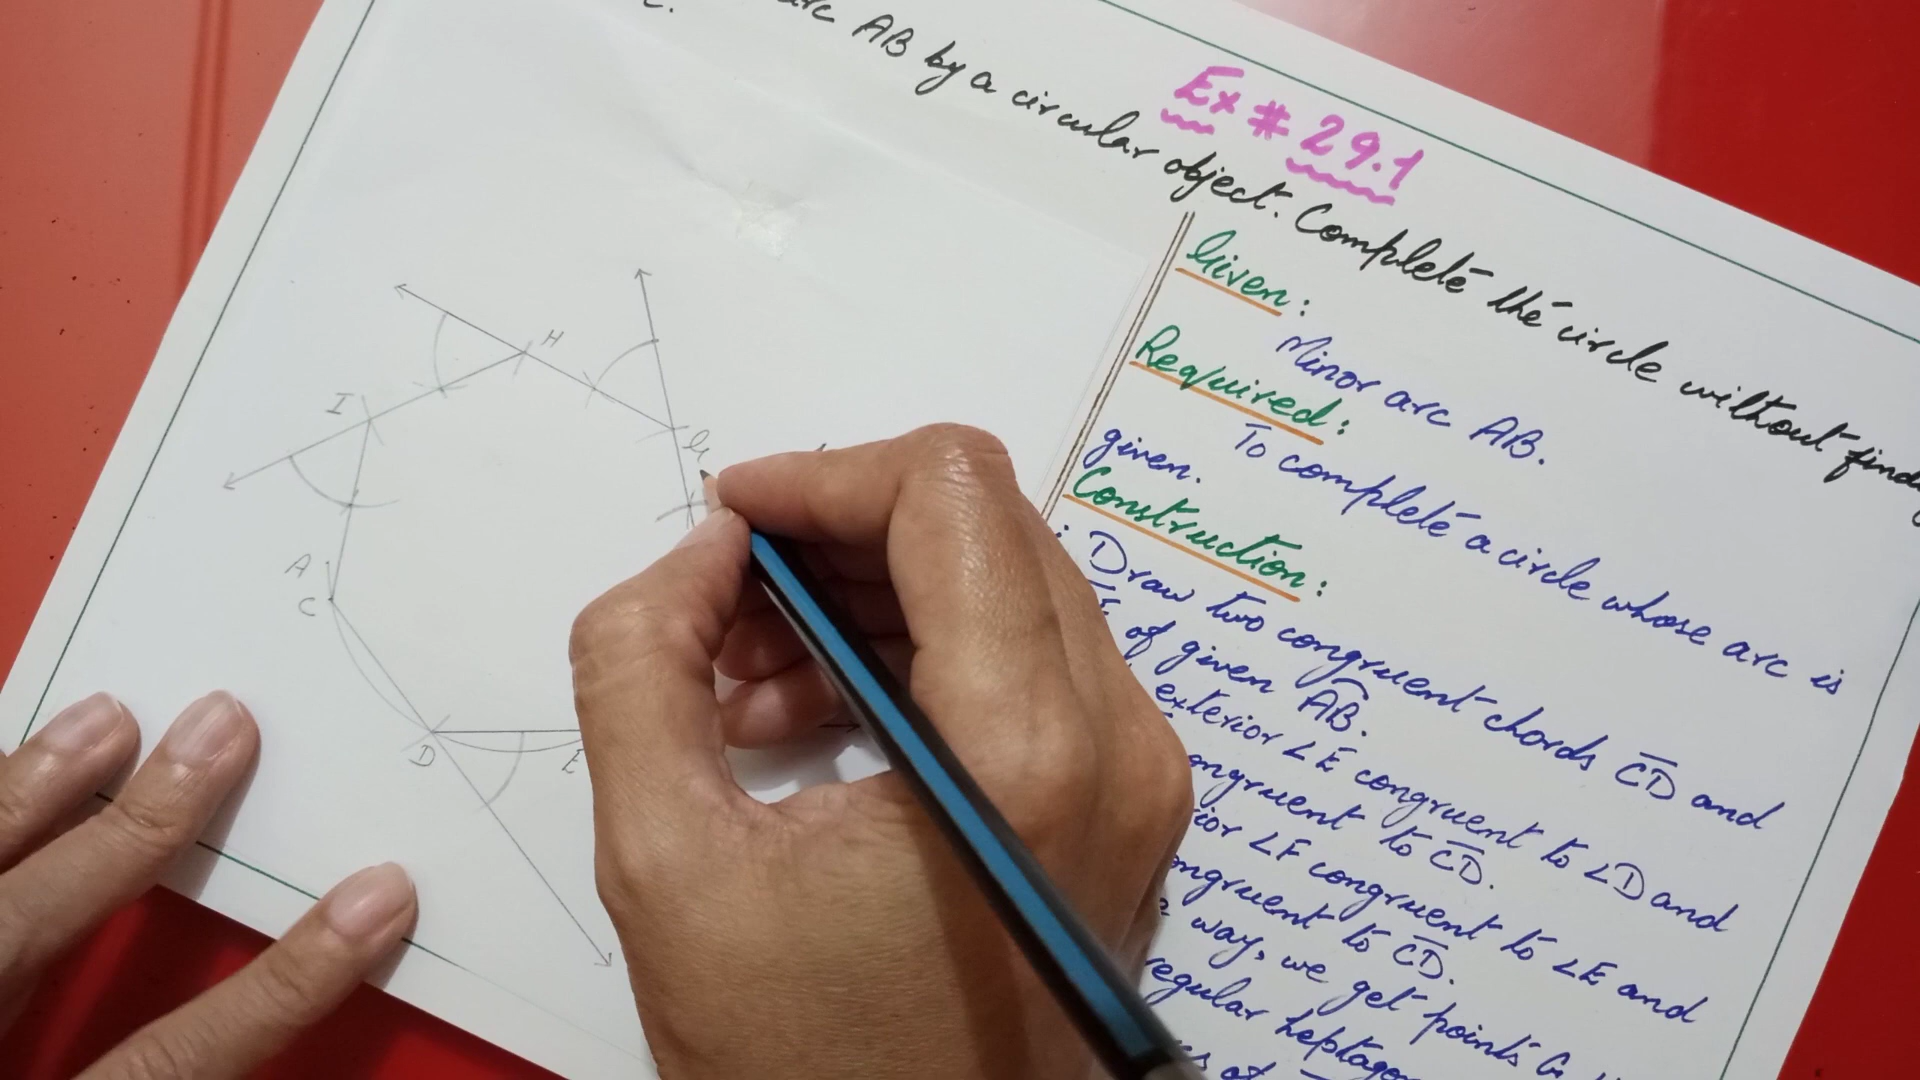 Ex # 29.1
arc AB by a circular object. Complete the circle without
c.
Given:
Minor arc AB.
Required:
To complete a circle whose arc is
given.
Construction:
Draw two congruent chords CD and
of given AB.
exterior ∠E congruent to ∠D and
congruent to CD.
∠F congruent to ∠E and
congruent to CD.
way, we get points G
regular
H
G
I
A
C
D
E